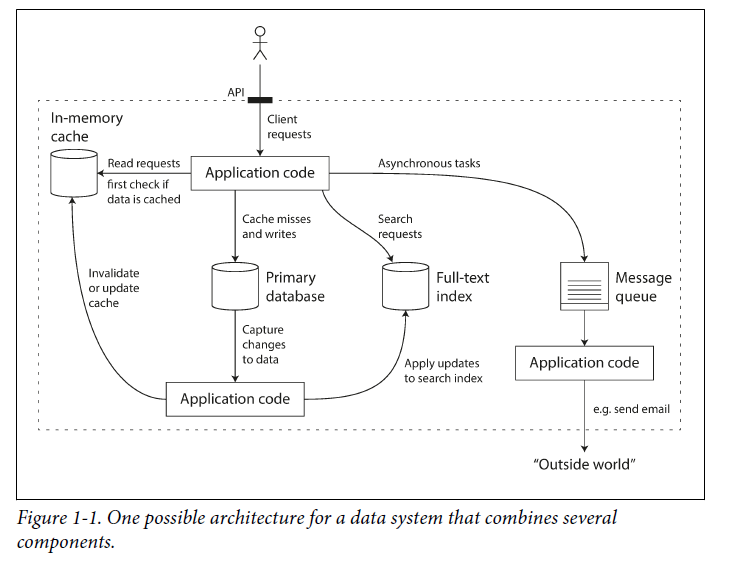 API
Client
requests
In-memory
cache
Read requests
first check if
data is cached
Application code
Asynchronous tasks
Cache misses
and writes
Search
requests
Invalidate
or update
cache
Primary
database
Full-text
index
Message
queue
Capture
changes
to data
Apply updates
to search index
Application code
Application code
e.g. send email
“Outside world”
Figure 1-1. One possible architecture for a data system that combines several
components.